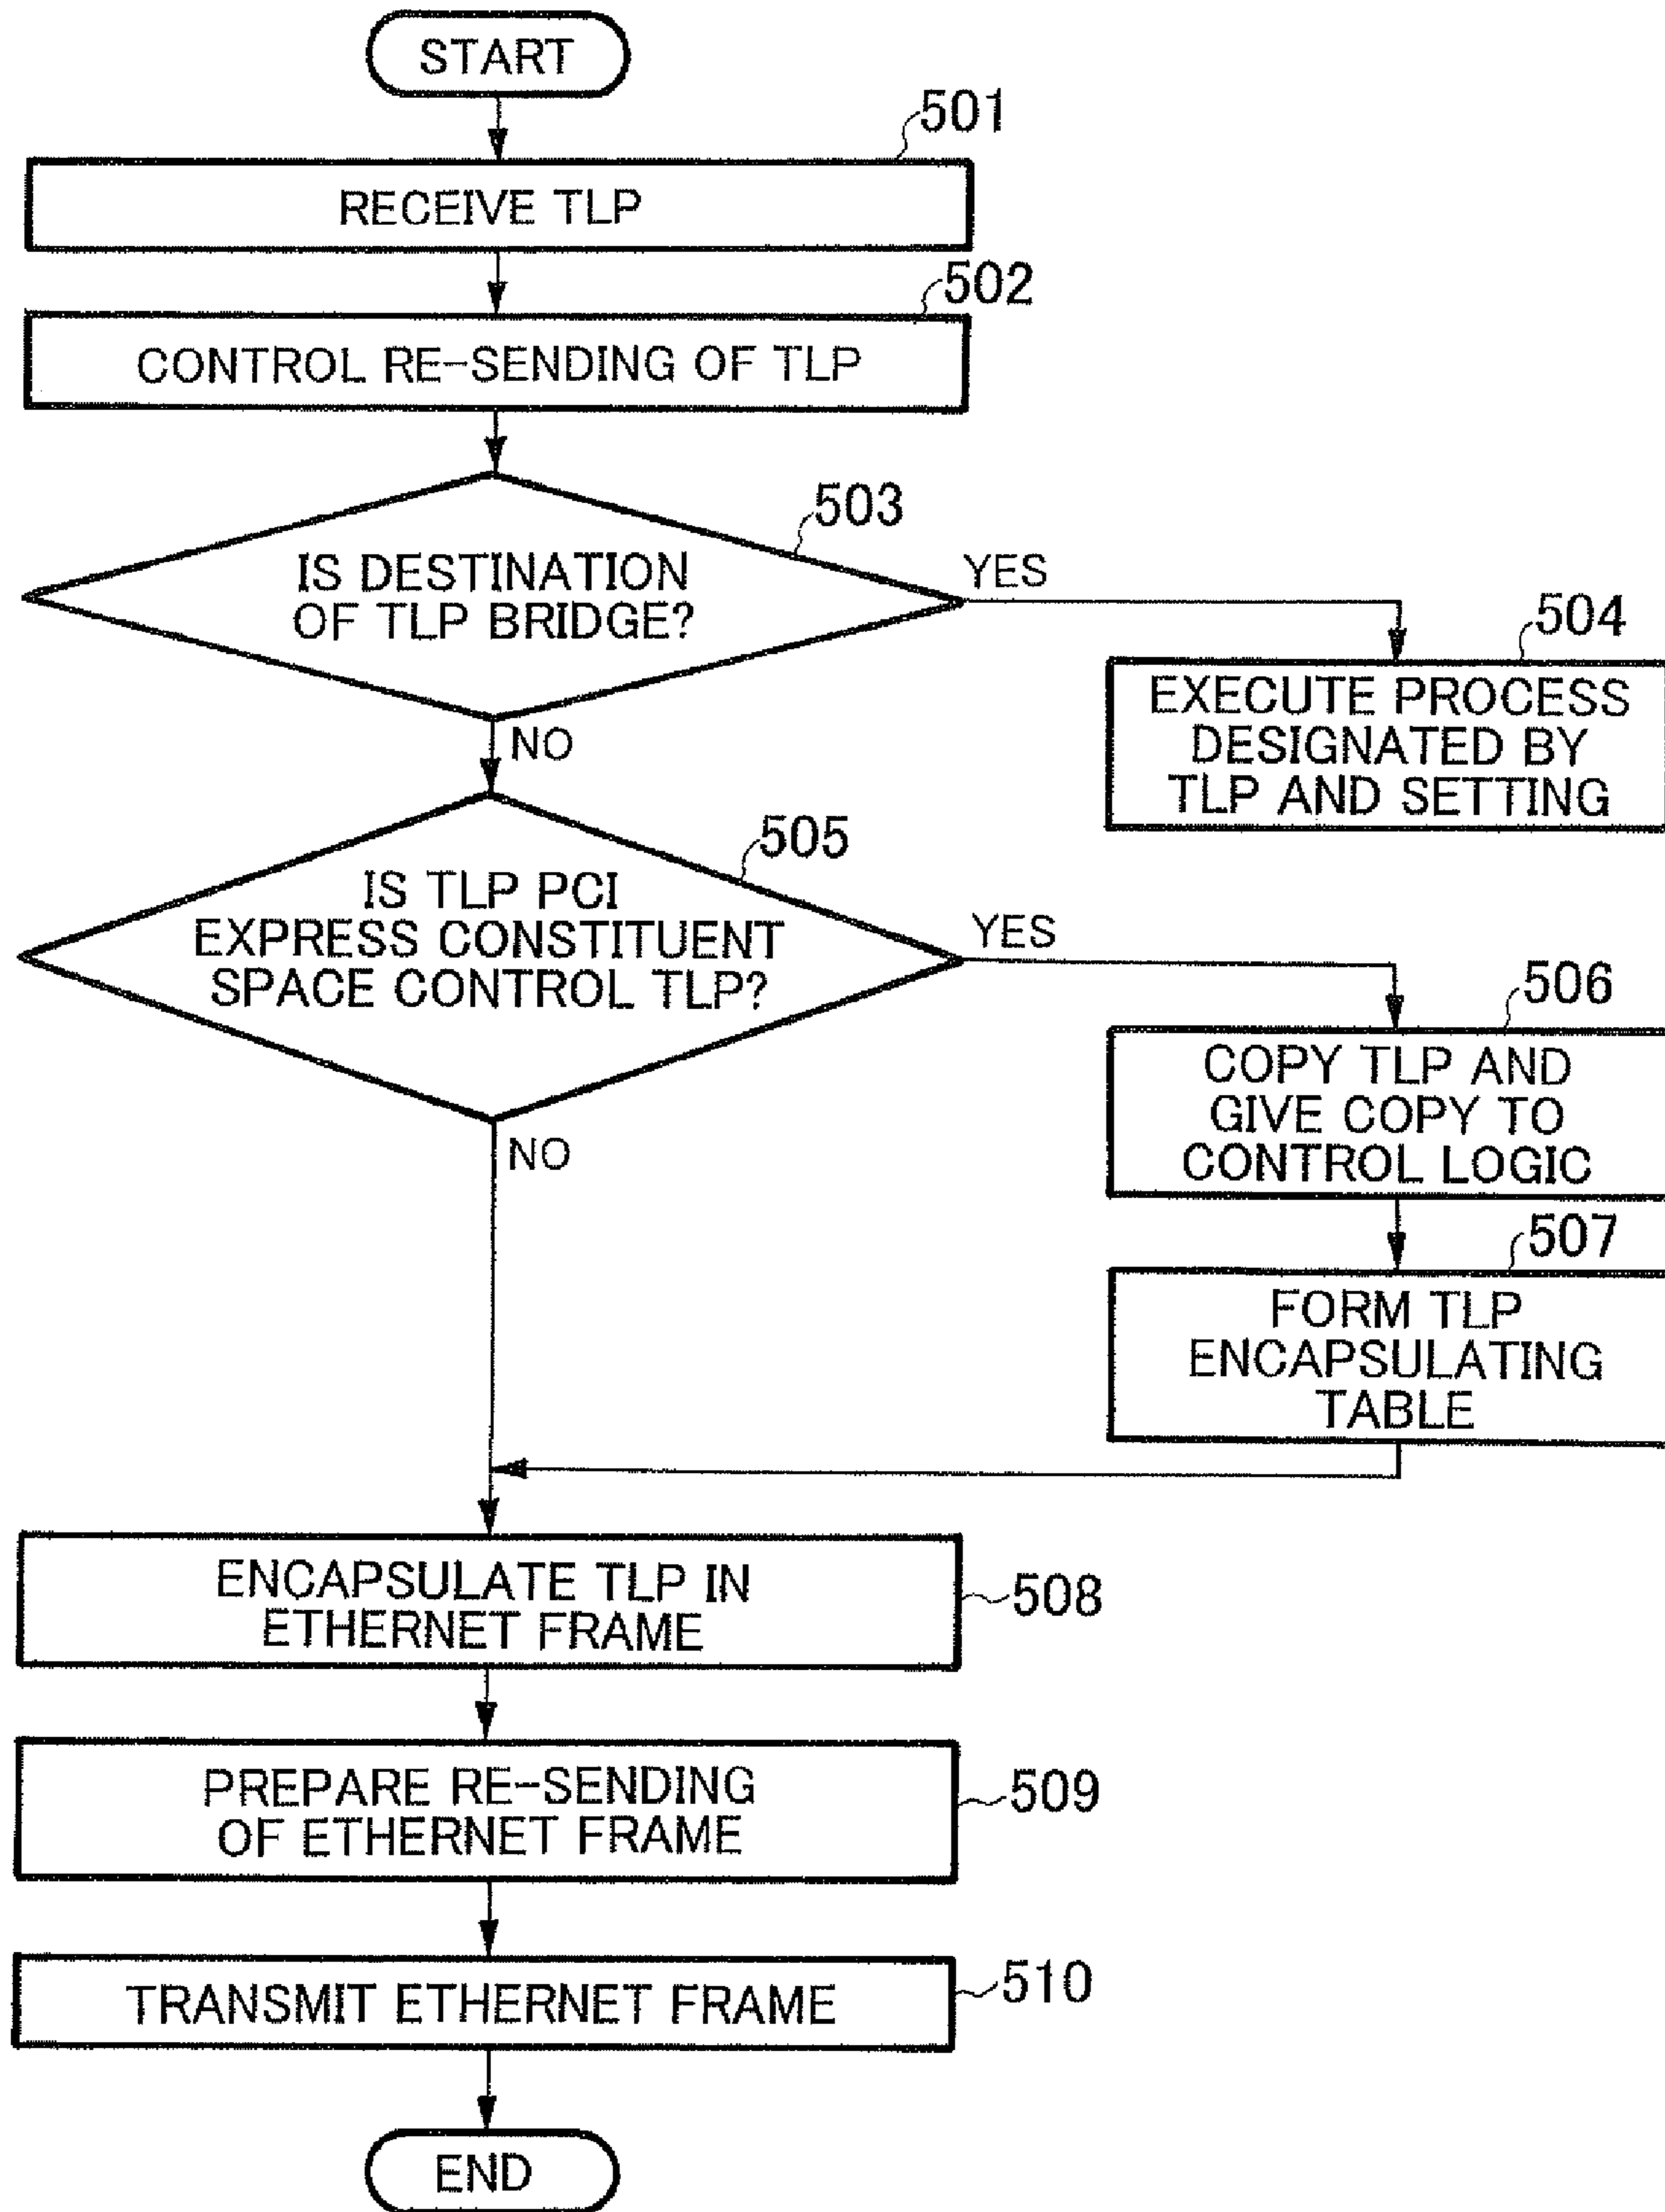 START
501
RECEIVE TLP
502
CONTROL RE-SENDING OF TLP
503
IS DESTINATION
OF TLP BRIDGE?
YES
504
EXECUTE PROCESS
DESIGNATED BY
TLP AND SETTING
NO
505
IS TLP PCI
EXPRESS CONSTITUENT
SPACE CONTROL TLP?
YES
506
COPY TLP AND
GIVE COPY TO
CONTROL LOGIC
NO
507
FORM TLP
ENCAPSULATING
TABLE
ENCAPSULATE TLP IN
ETHERNET FRAME
508
PREPARE RE-SENDING
OF ETHERNET FRAME
509
TRANSMIT ETHERNET FRAME
510
END